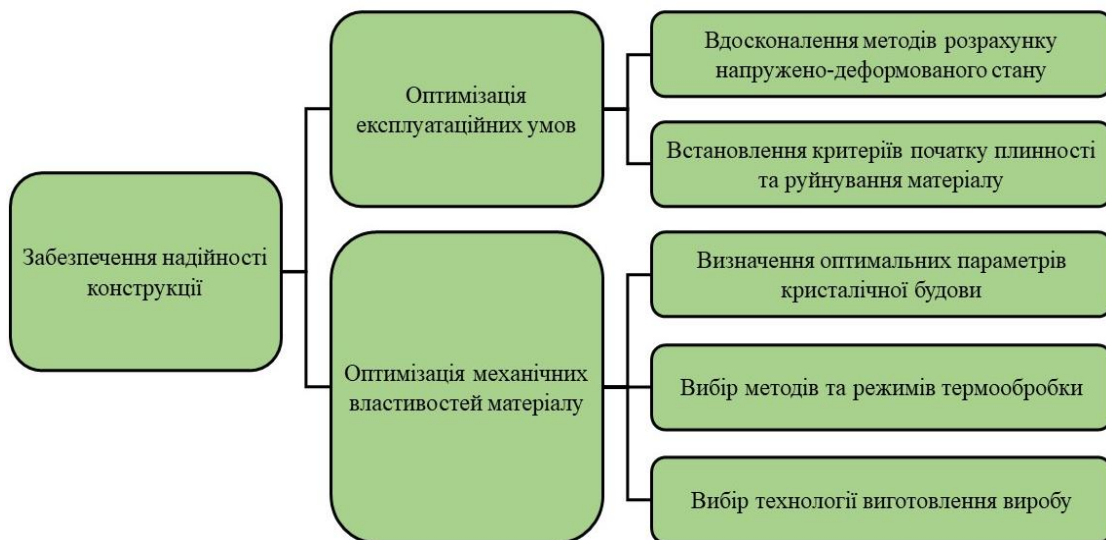 Забезпечення надійності
конструкції
Оптимізація
експлуатаційних умов
Вдосконалення методів розрахунку
напружено-деформованого стану
Встановлення критеріїв початку плинності
та руйнування матеріалу
Оптимізація механічних
властивостей матеріалу
Визначення оптимальних параметрів
кристалічної будови
Вибір методів та режимів термообробки
Вибір технології виготовлення виробу